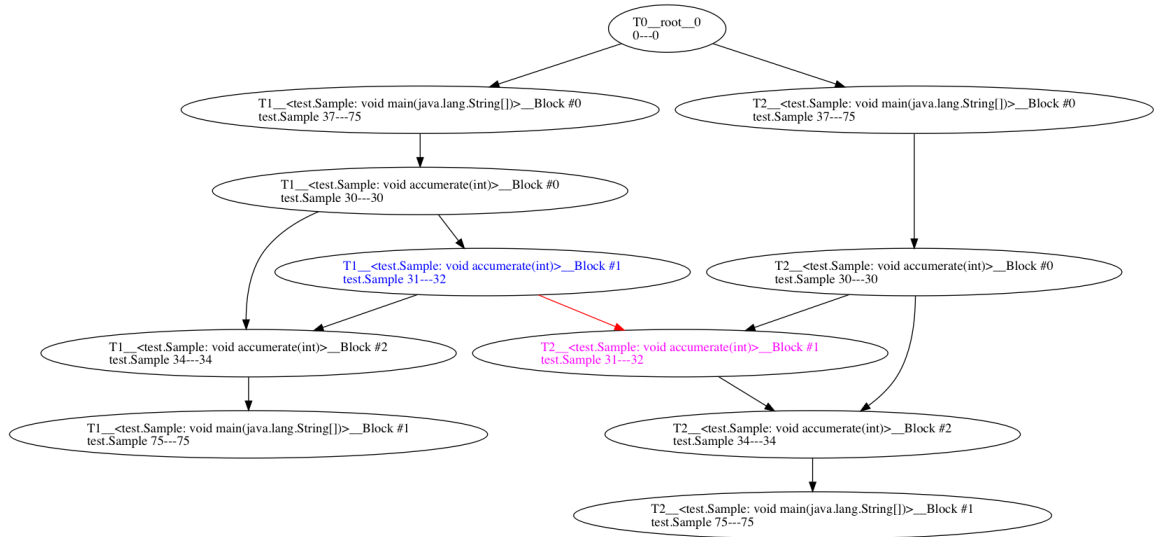 T0__root__0
0---0
T1__<test.Sample: void main(java.lang.String[])>__Block #0
test.Sample 37---75
T2__<test.Sample: void main(java.lang.String[])>__Block #0
test.Sample 37---75
T1__<test.Sample: void accumerate(int)>__Block #0
test.Sample 30---30
T1__<test.Sample: void accumerate(int)>__Block #1
test.Sample 31---32
T2__<test.Sample: void accumerate(int)>__Block #0
test.Sample 30---30
T1__<test.Sample: void accumerate(int)>__Block #2
test.Sample 34---34
T2__<test.Sample: void accumerate(int)>__Block #1
test.Sample 31---32
T1__<test.Sample: void main(java.lang.String[])>__Block #1
test.Sample 75---75
T2__<test.Sample: void accumerate(int)>__Block #2
test.Sample 34---34
T2__<test.Sample: void main(java.lang.String[])>__Block #1
test.Sample 75---75